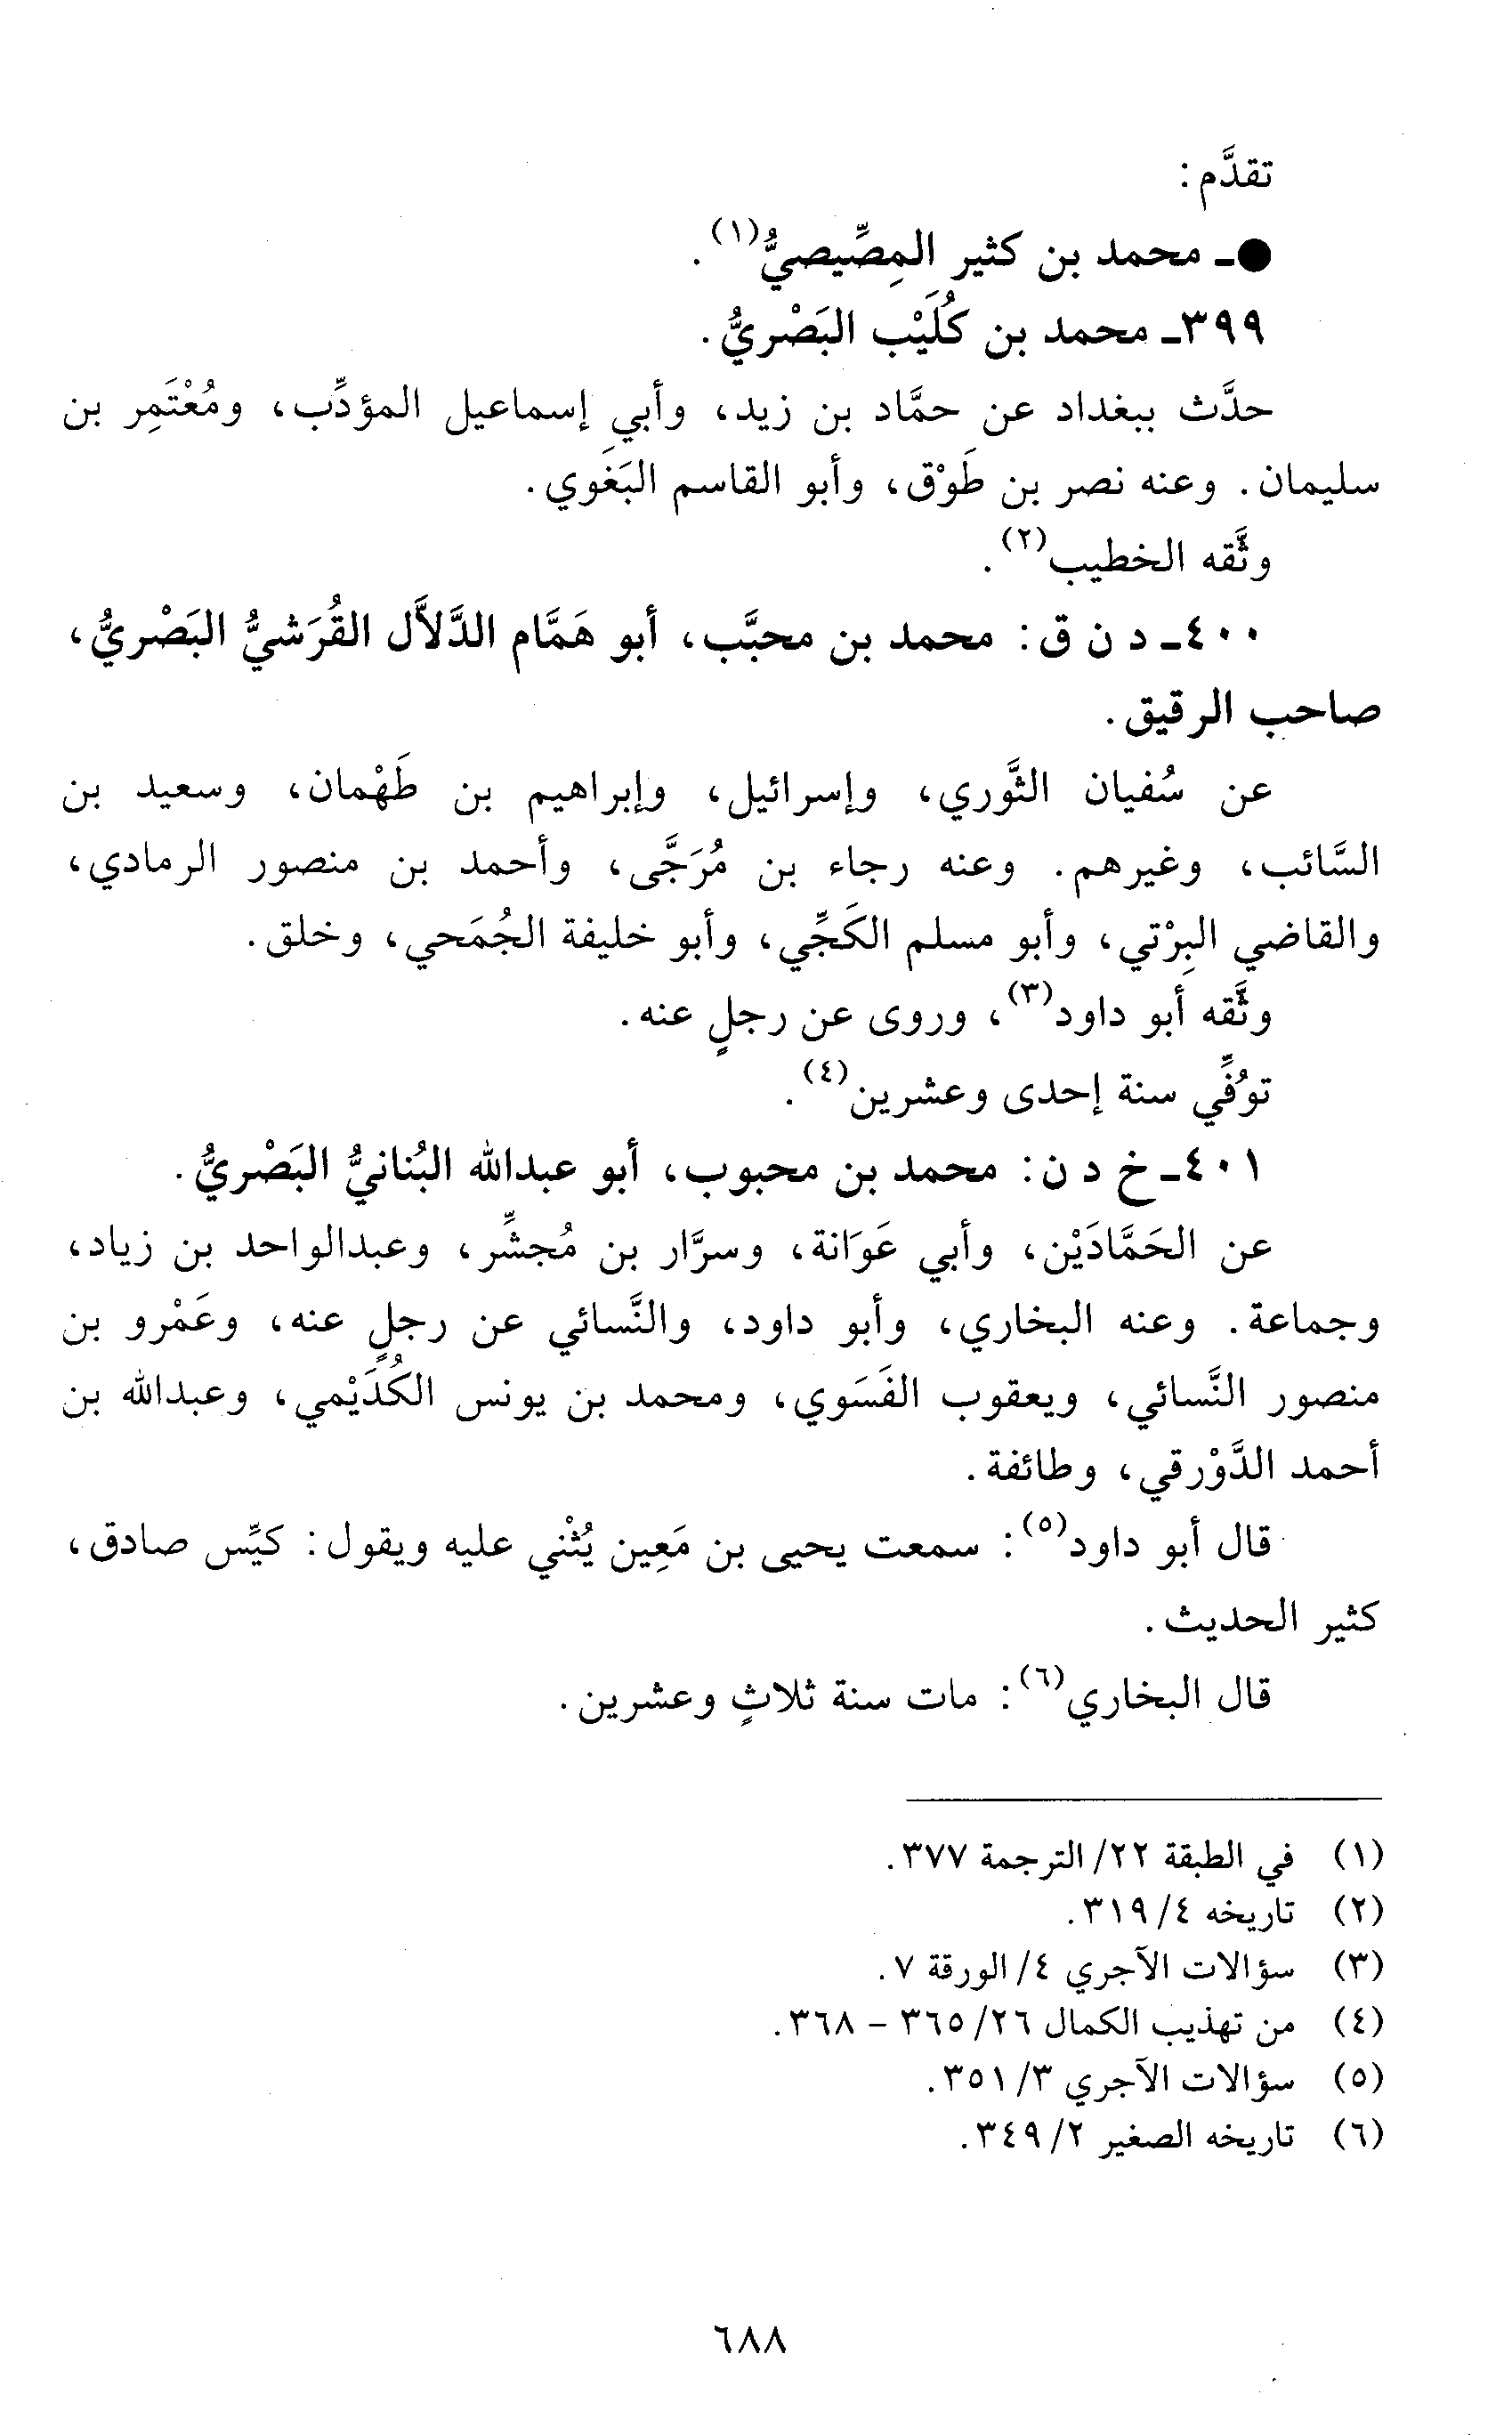 تقدَّم:
●ـ محمد بن كثير المِصِّيصيُّ(١).
٣٩٩ـ محمد بن كُلَيْب البَصْريُّ.
حدَّث ببغداد عن حمَّاد بن زيد، وأبي إسماعيل المؤدِّب، ومُعْتَمِر بن
سليمان. وعنه نصر بن طَوْق، وأبو القاسم البَغَوي.
وثَّقه الخطيب(٢).
٤٠٠ـ د ن ق: محمد بن محبَّب، أبو هَمَّام الدَّلاَّل القُرَشيُّ البَصْريُّ،
صاحب الرقيق.
عن سُفيان الثَّوري، وإسرائيل، وإبراهيم بن طَهْمان، وسعيد بن
السَّائب، وغيرهم. وعنه رجاء بن مُرَجَّى، وأحمد بن منصور الرمادي،
والقاضي البِرْتي، وأبو مسلم الكَجِّي، وأبو خليفة الجُمَحي، وخلق.
وثَّقه أبو داود(٣)، وروى عن رجلٍ عنه.
توُفِّي سنة إحدى وعشرين(٤).
٤٠١ـ خ د ن: محمد بن محبوب، أبو عبدالله البُنانيُّ البَصْريُّ.
عن الحَمَّادَيْن، وأبي عَوَانة، وسرَّار بن مُجشِّر، وعبدالواحد بن زياد،
وجماعة. وعنه البخاري، وأبو داود، والنَّسائي عن رجلٍ عنه، وعَمْرو بن
منصور النَّسائي، ويعقوب الفَسَوي، ومحمد بن يونس الكُدَيْمي، وعبدالله بن
أحمد الدَّوْرقي، وطائفة.
قال أبو داود(٥): سمعت يحيى بن مَعِين يُثْني عليه ويقول: كيِّس صادق،
كثير الحديث.
قال البخاري(٦): مات سنة ثلاثٍ وعشرين.
(١) في الطبقة ٢٢/ الترجمة ٣٧٧.
(٢) تاريخه ٤/ ٣١٩.
(٣) سؤالات الآجري ٤/ الورقة ٧.
(٤) من تهذيب الكمال ٢٦/ ٣٦٥ - ٣٦٨.
(٥) سؤالات الآجري ٣/ ٣٥١.
(٦) تاريخه الصغير ٢/ ٣٤٩.
٦٨٨